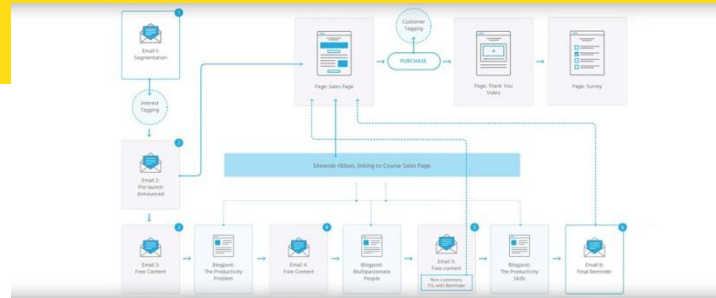 1
Email 1:
Segmentation
Interest
Tagging
2
Email 2:
Pre-launch
Announced
Customer
Tagging
Page: Sales Page
PURCHASE
Page: Thank You
Video
Page: Survey
Sitewide ribbon, linking to Course Sales Page
3
Email 3:
Free Content
Blogpost:
The Productivity
Problem
4
Email 4:
Free Content
Blogpost:
Multipassionate
People
5
Email 5:
Free content
Non-customers:
P.S. with Reminder
Blogpost:
The Productivity
Skills
6
Email 6:
Final Reminder